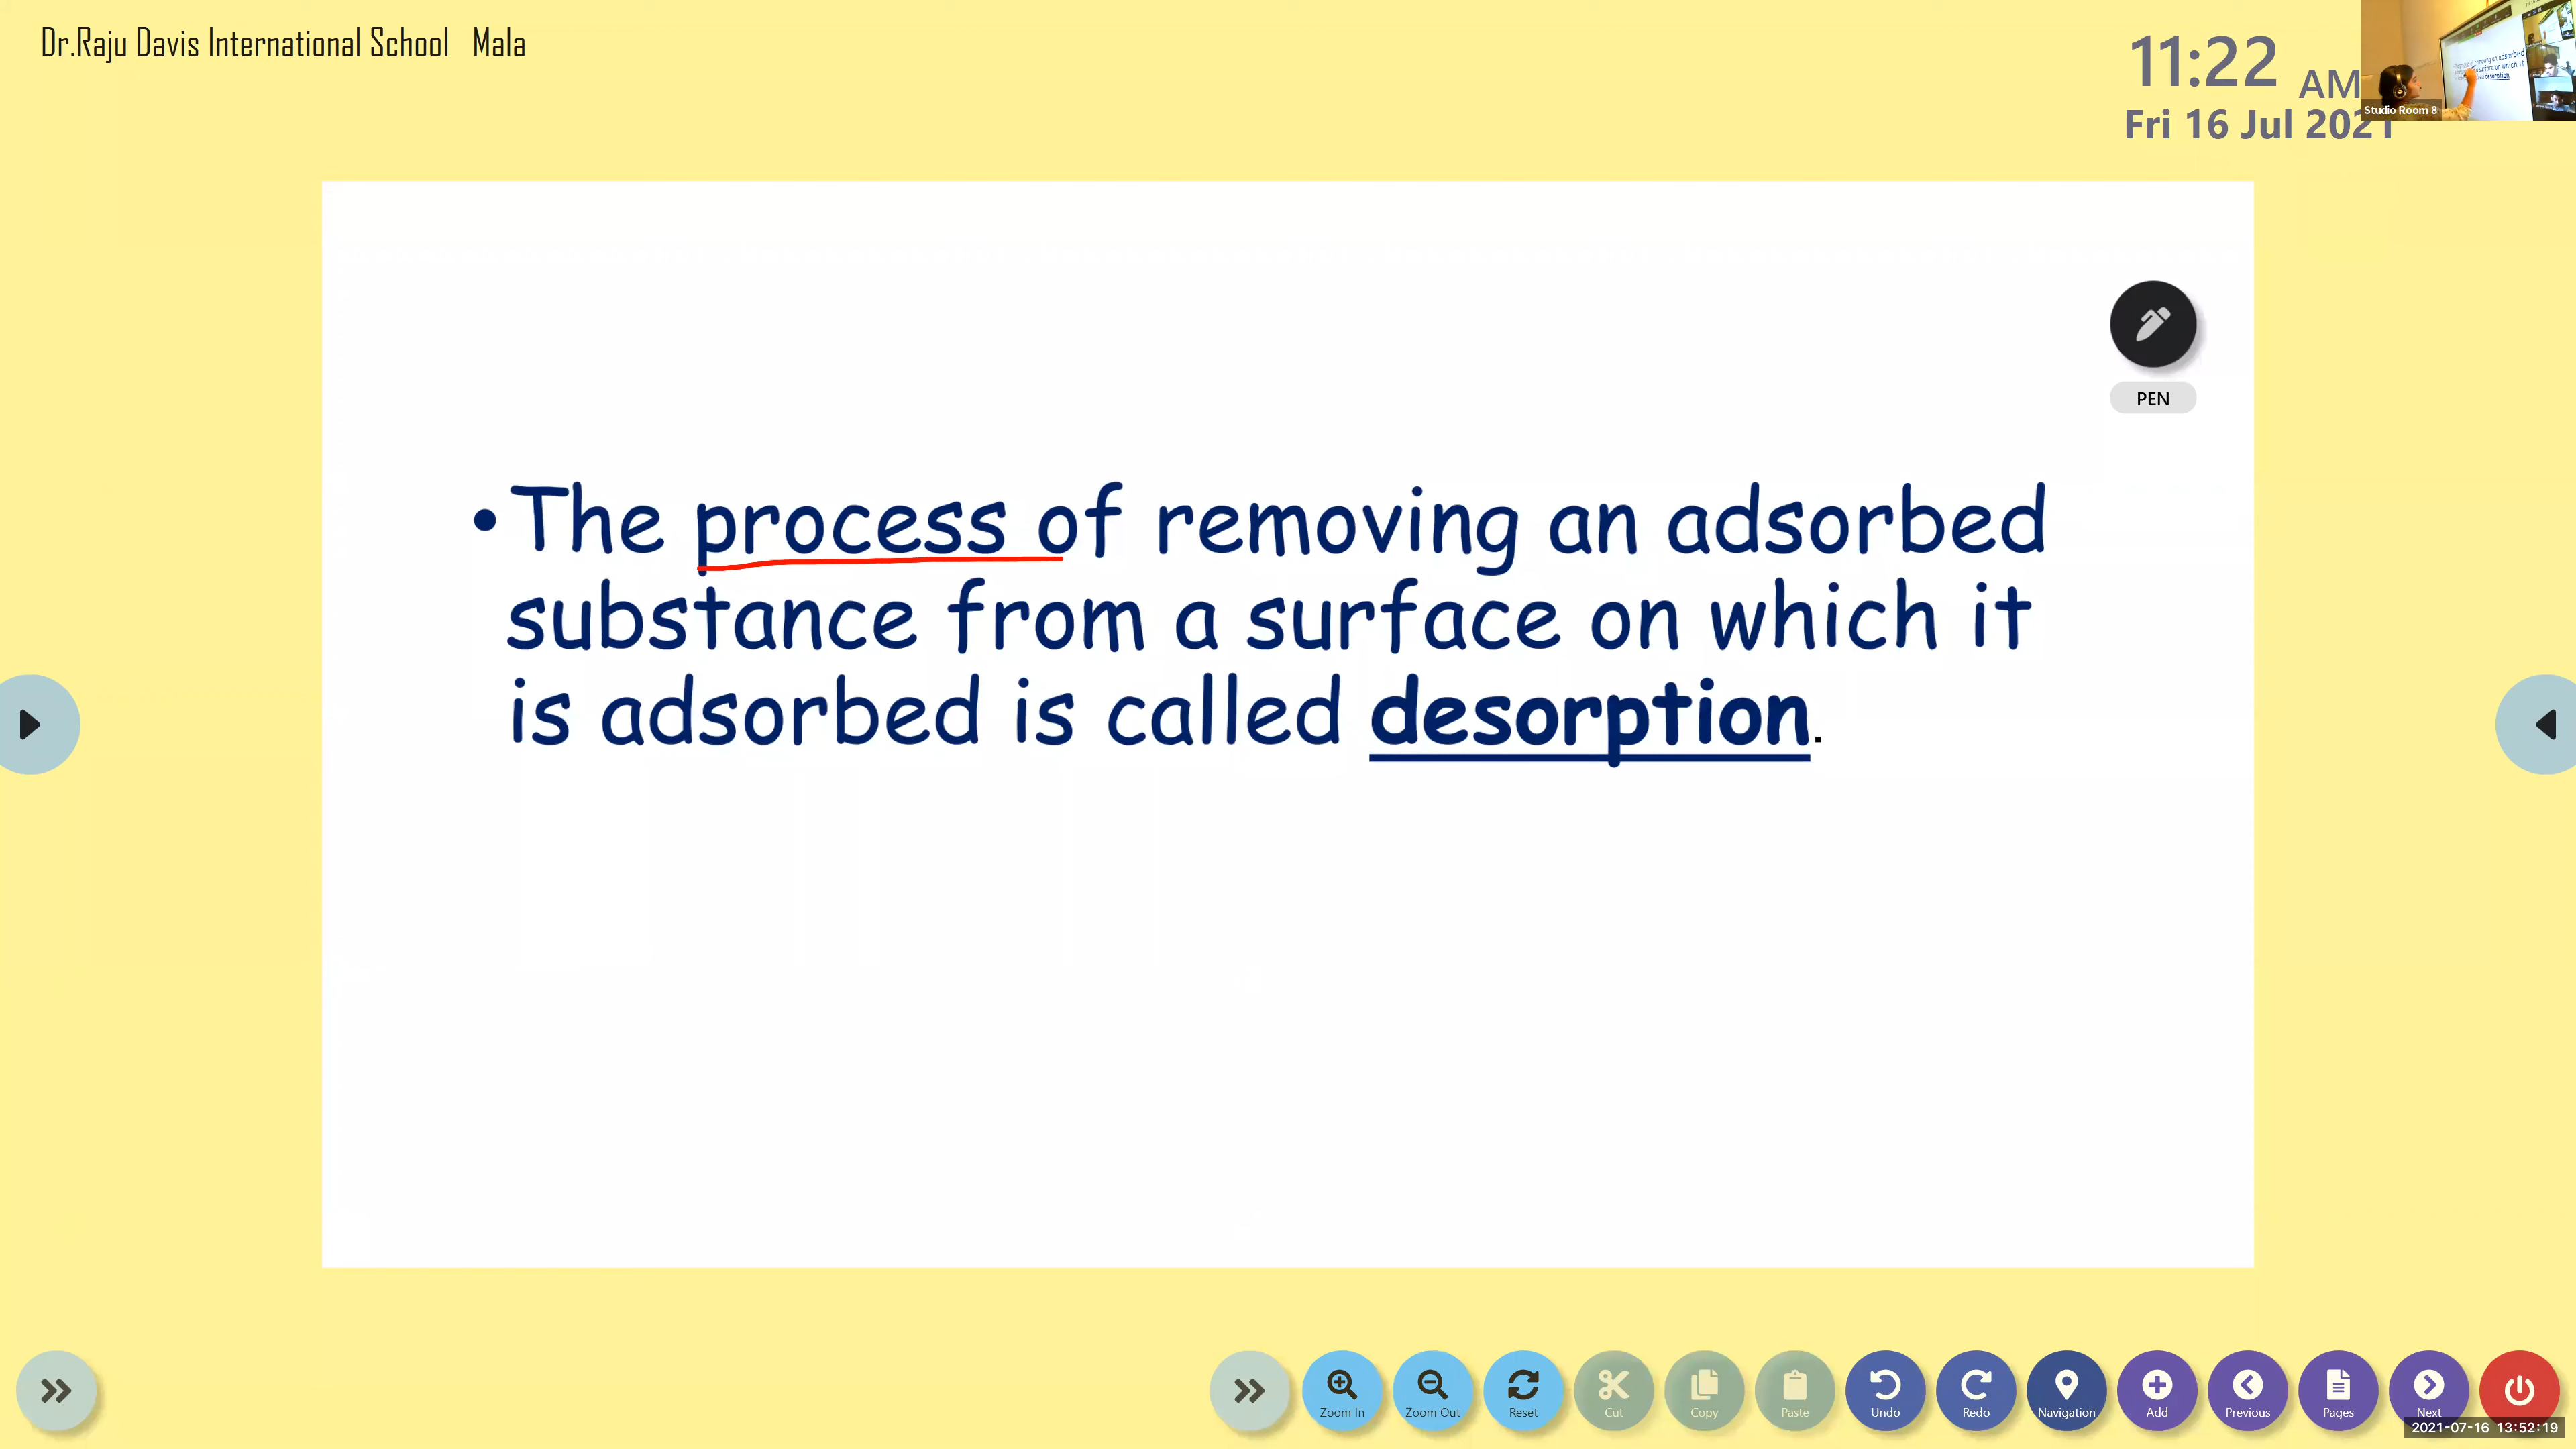 Dr.Raju Davis International School Mala
11:22 AM
Fri 16 Jul 2021
Studio Room 8
PEN
•The process of removing an adsorbed
substance from a surface on which it
is adsorbed is called desorption.
Zoom In
Zoom Out
Reset
Cut
Copy
Paste
Undo
Redo
Navigation
Add
Previous
Pages
Next
2021-07-16 13:52:19